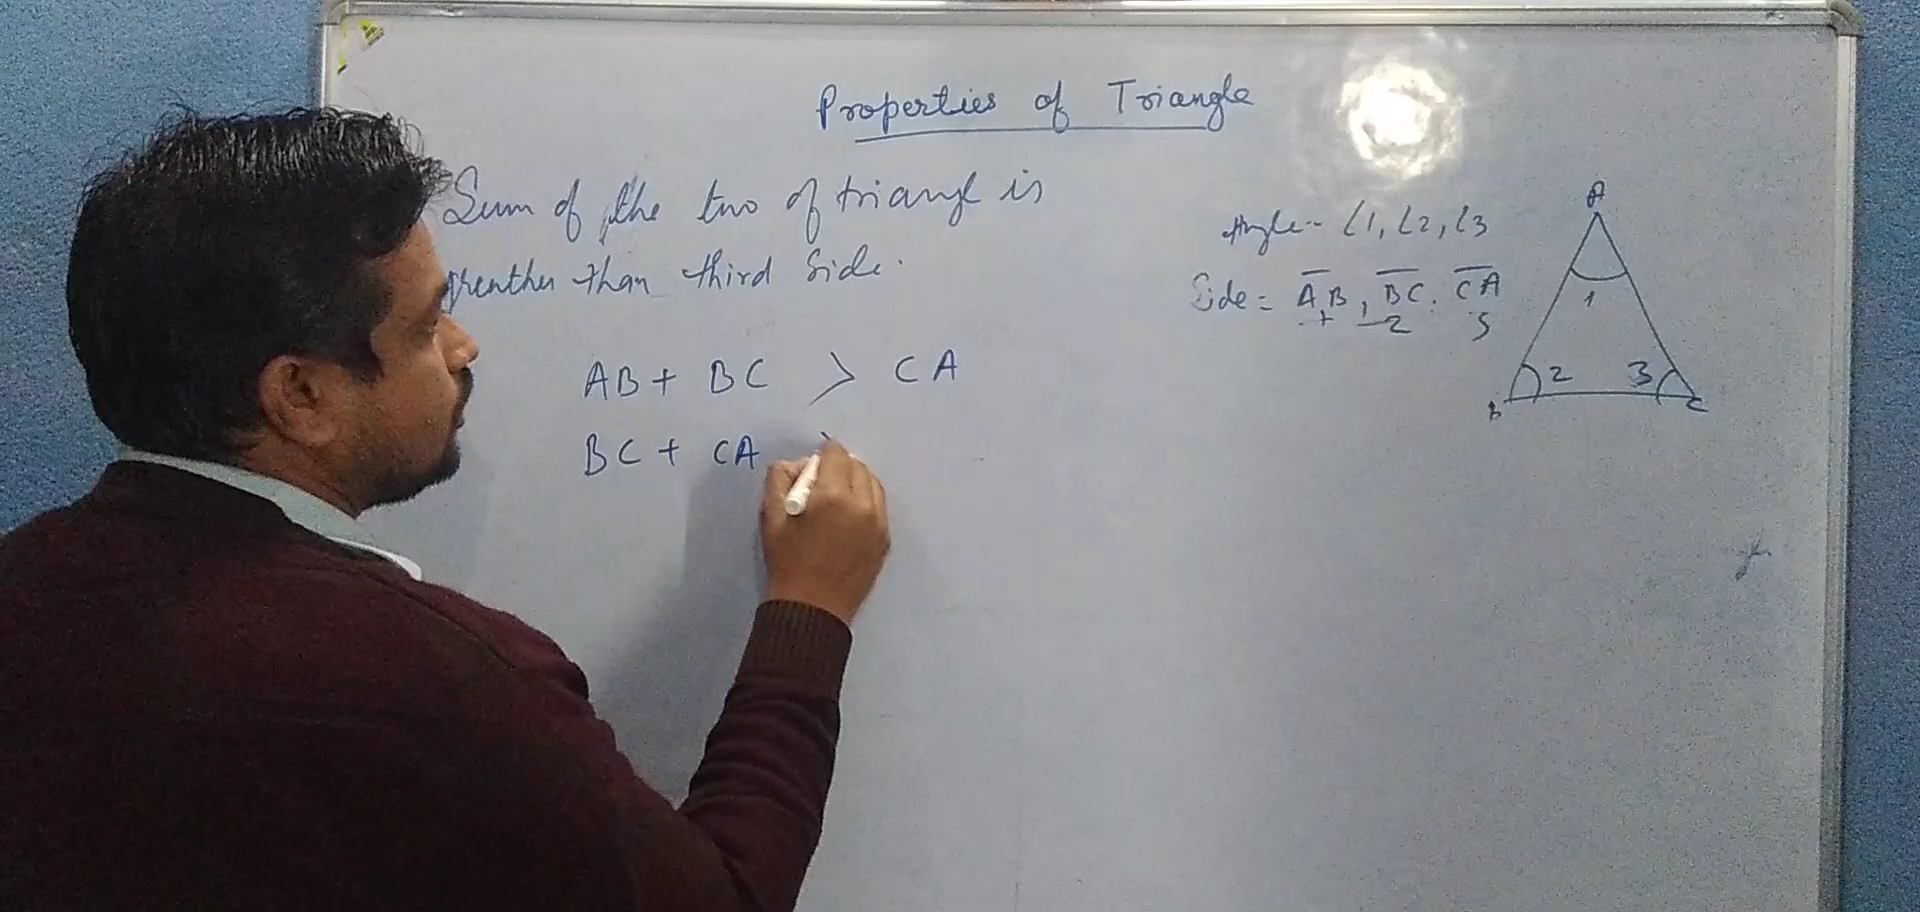 Properties of Triangle
Sum of the two of triangl is
grenther than third Side.
AB + BC > CA
BC + CA >
Angle - ∠1, ∠2, ∠3
Side = AB, BC, CA
A
1
2 3
B C